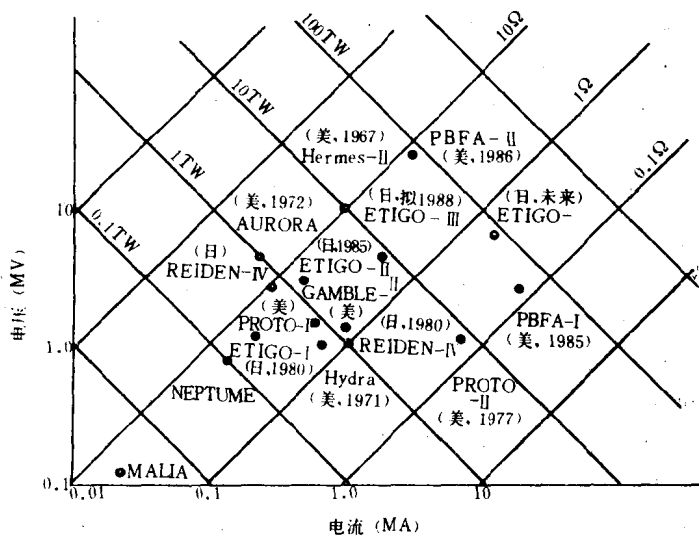 100TW
10Ω
10TW
1Ω
(美,1967)
Hermes-II
PBFA-II
(美,1986)
1TW
0.1Ω
(美,1972)
AURORA
(日,拟1988)
ETIGO-III
(日,未来)
ETIGO-
0.1TW
10
(日)
REIDEN-IV
(日,1985)
ETIGO-II
GAMBLE-II
(美)
(美)
PROTO-I
(日,1980)
REIDEN-IV
PBFA-I
(美,1985)
电压 (MV)
1.0
ETIGO-I
(日,1980)
NEPTUME
Hydra
(美,1971)
PROTO
-II
(美,1977)
MALIA
0.1
0.01
0.1
1.0
10
电流 (MA)